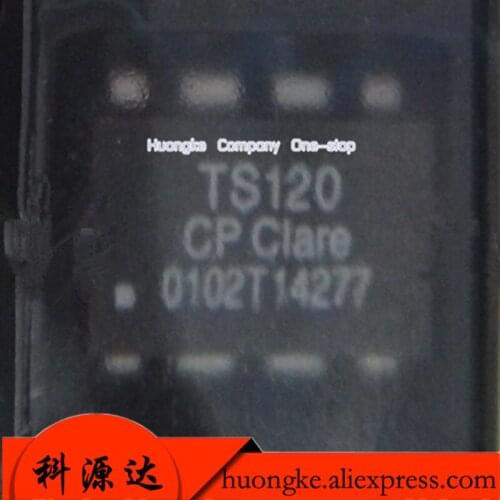 Huongke Company One-stop
TS120
CP Clare
0102T14277
科源达
huongke.aliexpress.com